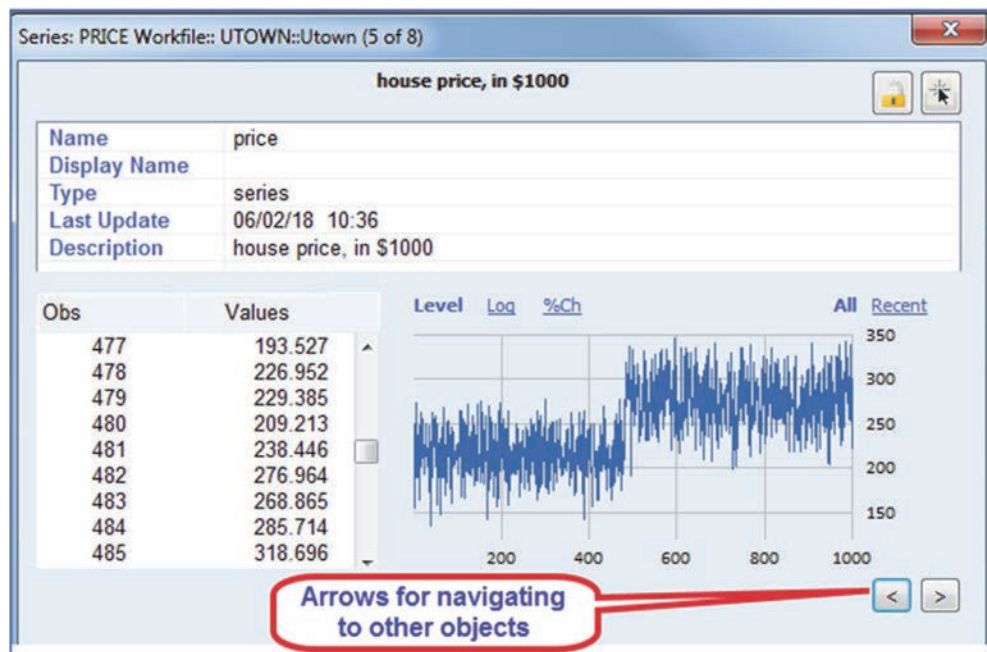 Series: PRICE Workfile:: UTOWN::Utown (5 of 8)
x
house price, in $1000
Name price
Display Name
Type series
Last Update 06/02/18 10:36
Description house price, in $1000
Obs Values
477 193.527
478 226.952
479 229.385
480 209.213
481 238.446
482 276.964
483 268.865
484 285.714
485 318.696
Level Log %Ch All Recent
350
300
250
200
150
200 400 600 800 1000
< >
Arrows for navigating
to other objects